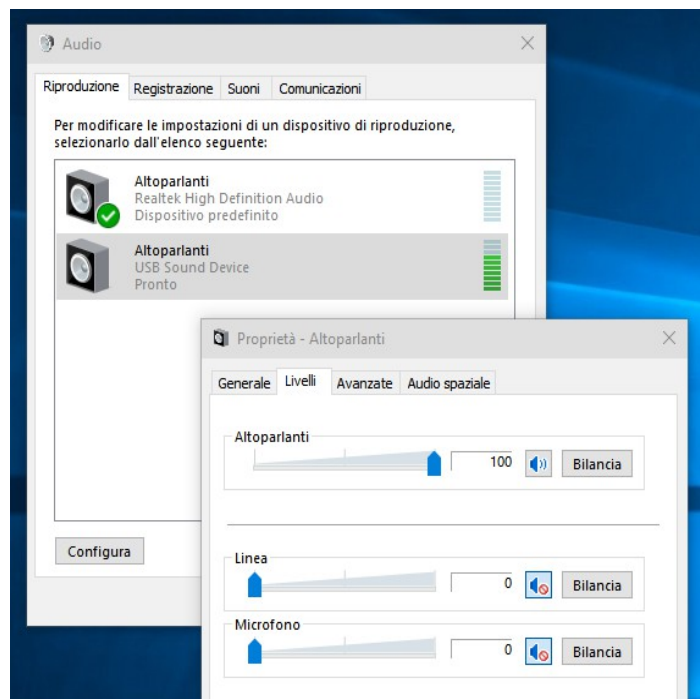 Audio
Riproduzione Registrazione Suoni Comunicazioni
Per modificare le impostazioni di un dispositivo di riproduzione,
selezionarlo dall'elenco seguente:
Altoparlanti
Realtek High Definition Audio
Dispositivo predefinito
Altoparlanti
USB Sound Device
Pronto
Configura
Proprietà - Altoparlanti
Generale Livelli Avanzate Audio spaziale
Altoparlanti
100 Bilancia
Linea
0 Bilancia
Microfono
0 Bilancia